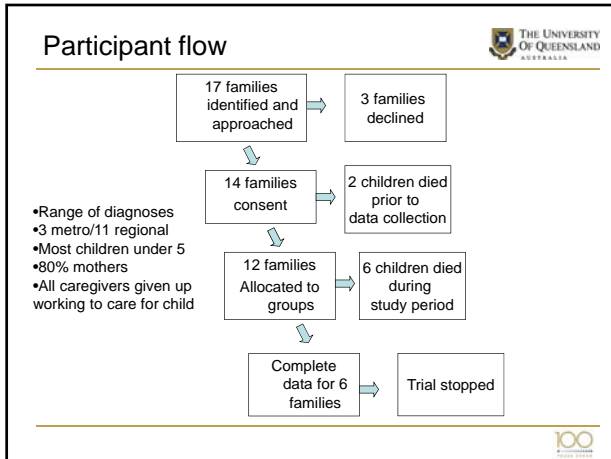 Participant flow
THE UNIVERSITY
OF QUEENSLAND
AUSTRALIA
17 families
identified and
approached
3 families
declined
14 families
consent
2 children died
prior to
data collection
•Range of diagnoses
•3 metro/11 regional
•Most children under 5
•80% mothers
•All caregivers given up
working to care for child
12 families
Allocated to
groups
6 children died
during
study period
Complete
data for 6
families
Trial stopped
100